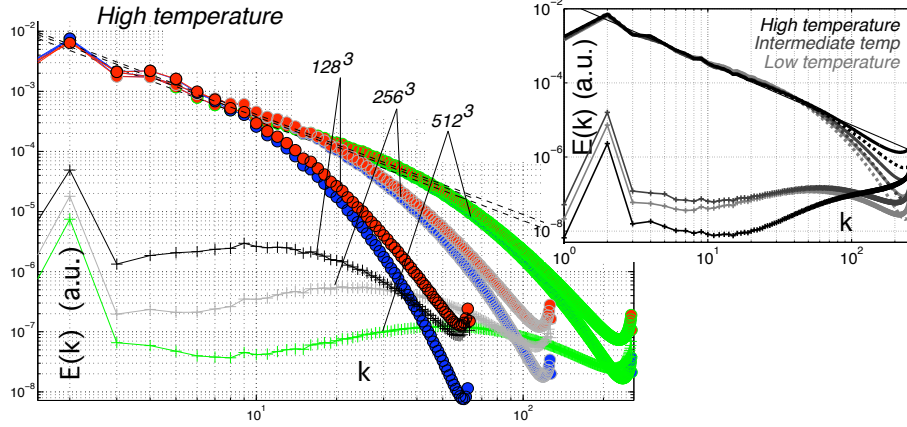 High temperature
10^-2
10^-3
10^-4
10^-5
10^-6
10^-7
10^-8
E(k) (a.u.)
128^3
256^3
512^3
k
10^1
10^2
10^-2
10^-4
10^-6
10^-8
E(k) (a.u.)
High temperature
Intermediate temp
Low temperature
k
10^0
10^1
10^2